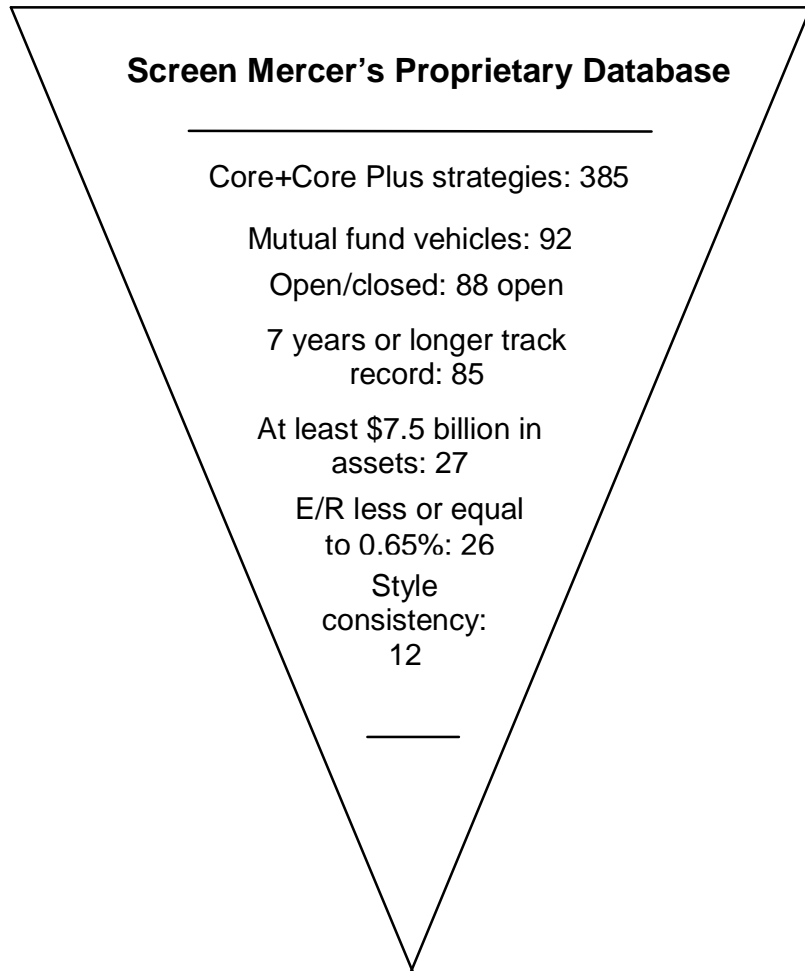 Screen Mercer’s Proprietary Database
Core+Core Plus strategies: 385
Mutual fund vehicles: 92
Open/closed: 88 open
7 years or longer track
record: 85
At least $7.5 billion in
assets: 27
E/R less or equal
to 0.65%: 26
Style
consistency:
12